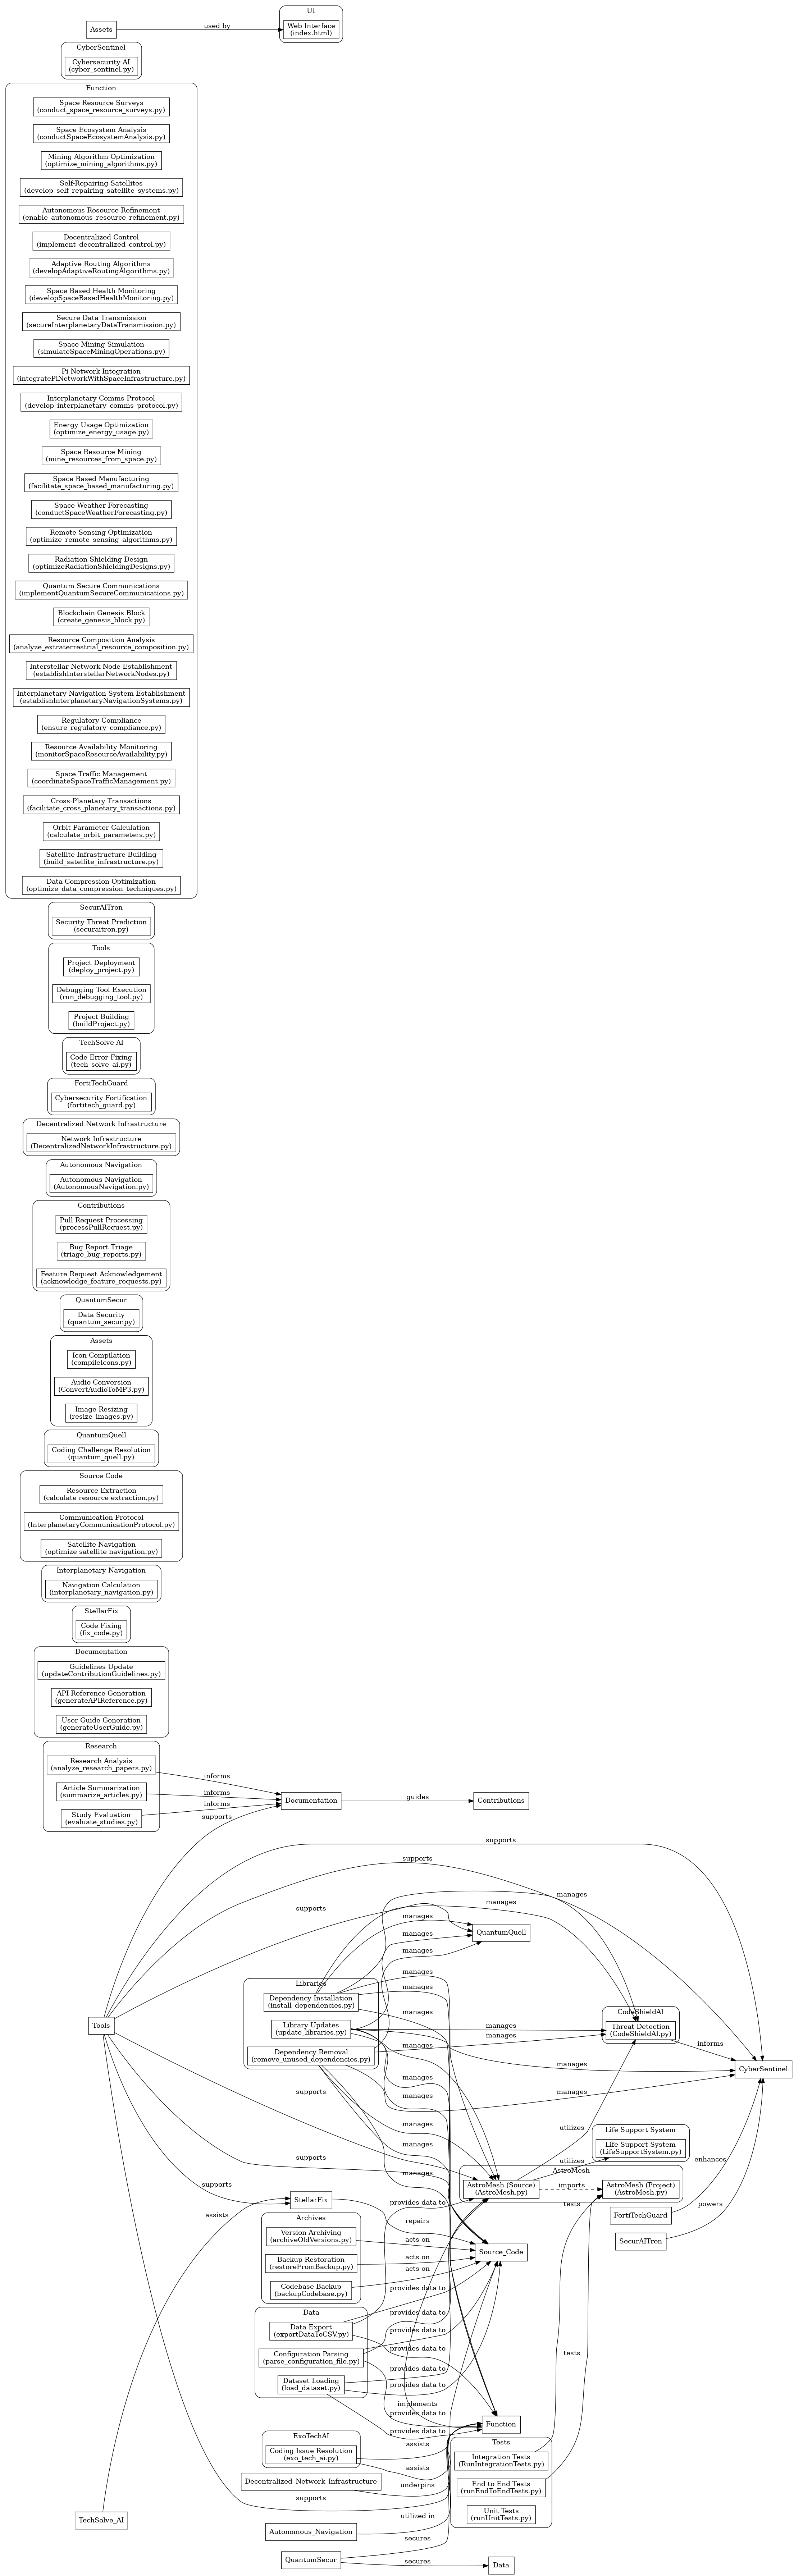 UI
Assets
used by
Web Interface
(index.html)
CyberSentinel
Cybersecurity AI
(cyber_sentinel.py)
Function
Space Resource Surveys
(conduct_space_resource_surveys.py)
Space Ecosystem Analysis
(conductSpaceEcosystemAnalysis.py)
Mining Algorithm Optimization
(optimize_mining_algorithms.py)
Self-Repairing Satellites
(develop_self_repairing_satellite_systems.py)
Autonomous Resource Refinement
(enable_autonomous_resource_refinement.py)
Decentralized Control
(implement_decentralized_control.py)
Adaptive Routing Algorithms
(developAdaptiveRoutingAlgorithms.py)
Space-Based Health Monitoring
(developSpaceBasedHealthMonitoring.py)
Secure Data Transmission
(secureInterplanetaryDataTransmission.py)
Space Mining Simulation
(simulateSpaceMiningOperations.py)
Pi Network Integration
(integratePiNetworkWithSpaceInfrastructure.py)
Interplanetary Comms Protocol
(develop_interplanetary_comms_protocol.py)
Energy Usage Optimization
(optimize_energy_usage.py)
Space Resource Mining
(mine_resources_from_space.py)
Space-Based Manufacturing
(facilitate_space_based_manufacturing.py)
Space Weather Forecasting
(conductSpaceWeatherForecasting.py)
Remote Sensing Optimization
(optimize_remote_sensing_algorithms.py)
Radiation Shielding Design
(optimizeRadiationShieldingDesigns.py)
Quantum Secure Communications
(implementQuantumSecureCommunications.py)
Blockchain Genesis Block
(create_genesis_block.py)
Resource Composition Analysis
(analyze_extraterrestrial_resource_composition.py)
Interstellar Network Node Establishment
(establishInterstellarNetworkNodes.py)
Interplanetary Navigation System Establishment
(establishInterplanetaryNavigationSystems.py)
Regulatory Compliance
(ensure_regulatory_compliance.py)
Resource Availability Monitoring
(monitorSpaceResourceAvailability.py)
Space Traffic Management
(coordinateSpaceTrafficManagement.py)
Cross-Planetary Transactions
(facilitate_cross_planetary_transactions.py)
Orbit Parameter Calculation
(calculate_orbit_parameters.py)
Satellite Infrastructure Building
(build_satellite_infrastructure.py)
Data Compression Optimization
(optimize_data_compression_techniques.py)
SecurAITron
Security Threat Prediction
(securaitron.py)
Tools
Project Deployment
(deploy_project.py)
Debugging Tool Execution
(run_debugging_tool.py)
Project Building
(buildProject.py)
TechSolve AI
Code Error Fixing
(tech_solve_ai.py)
FortiTechGuard
Cybersecurity Fortification
(fortitech_guard.py)
Decentralized Network Infrastructure
Network Infrastructure
(DecentralizedNetworkInfrastructure.py)
Autonomous Navigation
Autonomous Navigation
(AutonomousNavigation.py)
Contributions
Pull Request Processing
(processPullRequest.py)
Bug Report Triage
(triage_bug_reports.py)
Feature Request Acknowledgement
(acknowledge_feature_requests.py)
QuantumSecur
Data Security
(quantum_secur.py)
Assets
Icon Compilation
(compileIcons.py)
Audio Conversion
(ConvertAudioToMP3.py)
Image Resizing
(resize_images.py)
QuantumQuell
Coding Challenge Resolution
(quantum_quell.py)
Source Code
Resource Extraction
(calculate-resource-extraction.py)
Communication Protocol
(InterplanetaryCommunicationProtocol.py)
Satellite Navigation
(optimize-satellite-navigation.py)
Interplanetary Navigation
Navigation Calculation
(interplanetary_navigation.py)
StellarFix
Code Fixing
(fix_code.py)
Documentation
Guidelines Update
(updateContributionGuidelines.py)
API Reference Generation
(generateAPIReference.py)
User Guide Generation
(generateUserGuide.py)
Research
Research Analysis
(analyze_research_papers.py)
Article Summarization
(summarize_articles.py)
Study Evaluation
(evaluate_studies.py)
informs
informs
informs
supports
Documentation
guides
Contributions
supports
supports
manages
supports
manages
manages
manages
manages
QuantumQuell
Libraries
Dependency Installation
(install_dependencies.py)
Library Updates
(update_libraries.py)
Dependency Removal
(remove_unused_dependencies.py)
manages
manages
manages
manages
manages
manages
manages
manages
manages
manages
manages
manages
manages
Tools
CodeShieldAI
Threat Detection
(CodeShieldAI.py)
informs
CyberSentinel
supports
supports
supports
utilizes
utilizes
Life Support System
Life Support System
(LifeSupportSystem.py)
AstroMesh
AstroMesh (Source)
(AstroMesh.py)
imports
AstroMesh (Project)
(AstroMesh.py)
enhances
powers
tests
FortiTechGuard
SecurAITron
assists
StellarFix
repairs
provides data to
Archives
Version Archiving
(archiveOldVersions.py)
Backup Restoration
(restoreFromBackup.py)
Codebase Backup
(backupCodebase.py)
acts on
acts on
acts on
Source_Code
Data
Data Export
(exportDataToCSV.py)
Configuration Parsing
(parse_configuration_file.py)
Dataset Loading
(load_dataset.py)
provides data to
provides data to
provides data to
provides data to
provides data to
implements
provides data to
provides data to
tests
Function
ExoTechAI
Coding Issue Resolution
(exo_tech_ai.py)
assists
assists
Tests
Integration Tests
(RunIntegrationTests.py)
End-to-End Tests
(runEndToEndTests.py)
Unit Tests
(runUnitTests.py)
Decentralized_Network_Infrastructure
underpins
supports
TechSolve_AI
Autonomous_Navigation
utilized in
QuantumSecur
secures
secures
Data